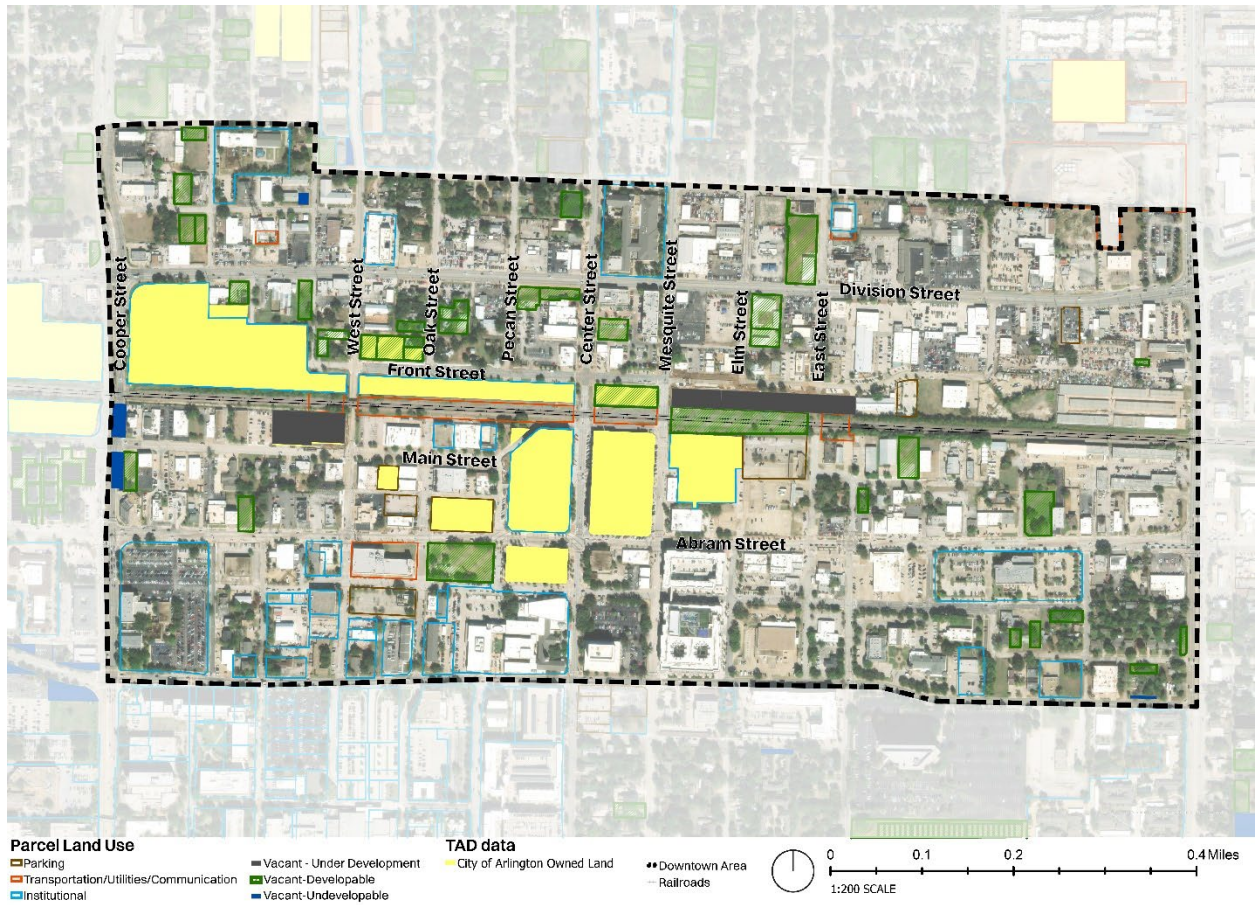 Division Street
Cooper Street
West Street
Oak Street
Pecan Street
Center Street
Mesquite Street
Elm Street
East Street
Front Street
Main Street
Abram Street
Parcel Land Use
Parking
Transportation/Utilities/Communication
Institutional
Vacant - Under Development
Vacant-Developable
Vacant-Undevelopable
TAD data
City of Arlington Owned Land
Downtown Area
Railroads
0 0.1 0.2 0.4 Miles
1:200 SCALE